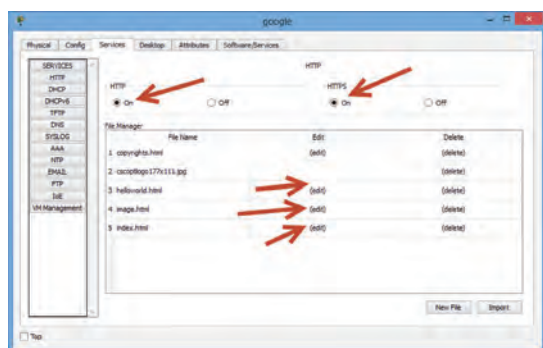 google
Physical Config Services Desktop Attributes Software/Services
SERVICES
HTTP
DHCP
DHCPv6
TFTP
DNS
SYSLOG
AAA
NTP
EMAIL
FTP
IoE
VM Management
HTTP
HTTP HTTPS
On Off On Off
File Manager
File Name Edit Delete
1 copyrights.html (edit) (delete)
2 cscoptlogo177x111.jpg (delete)
3 helloworld.html (edit) (delete)
4 image.html (edit) (delete)
5 index.html (edit) (delete)
New File Import
Top